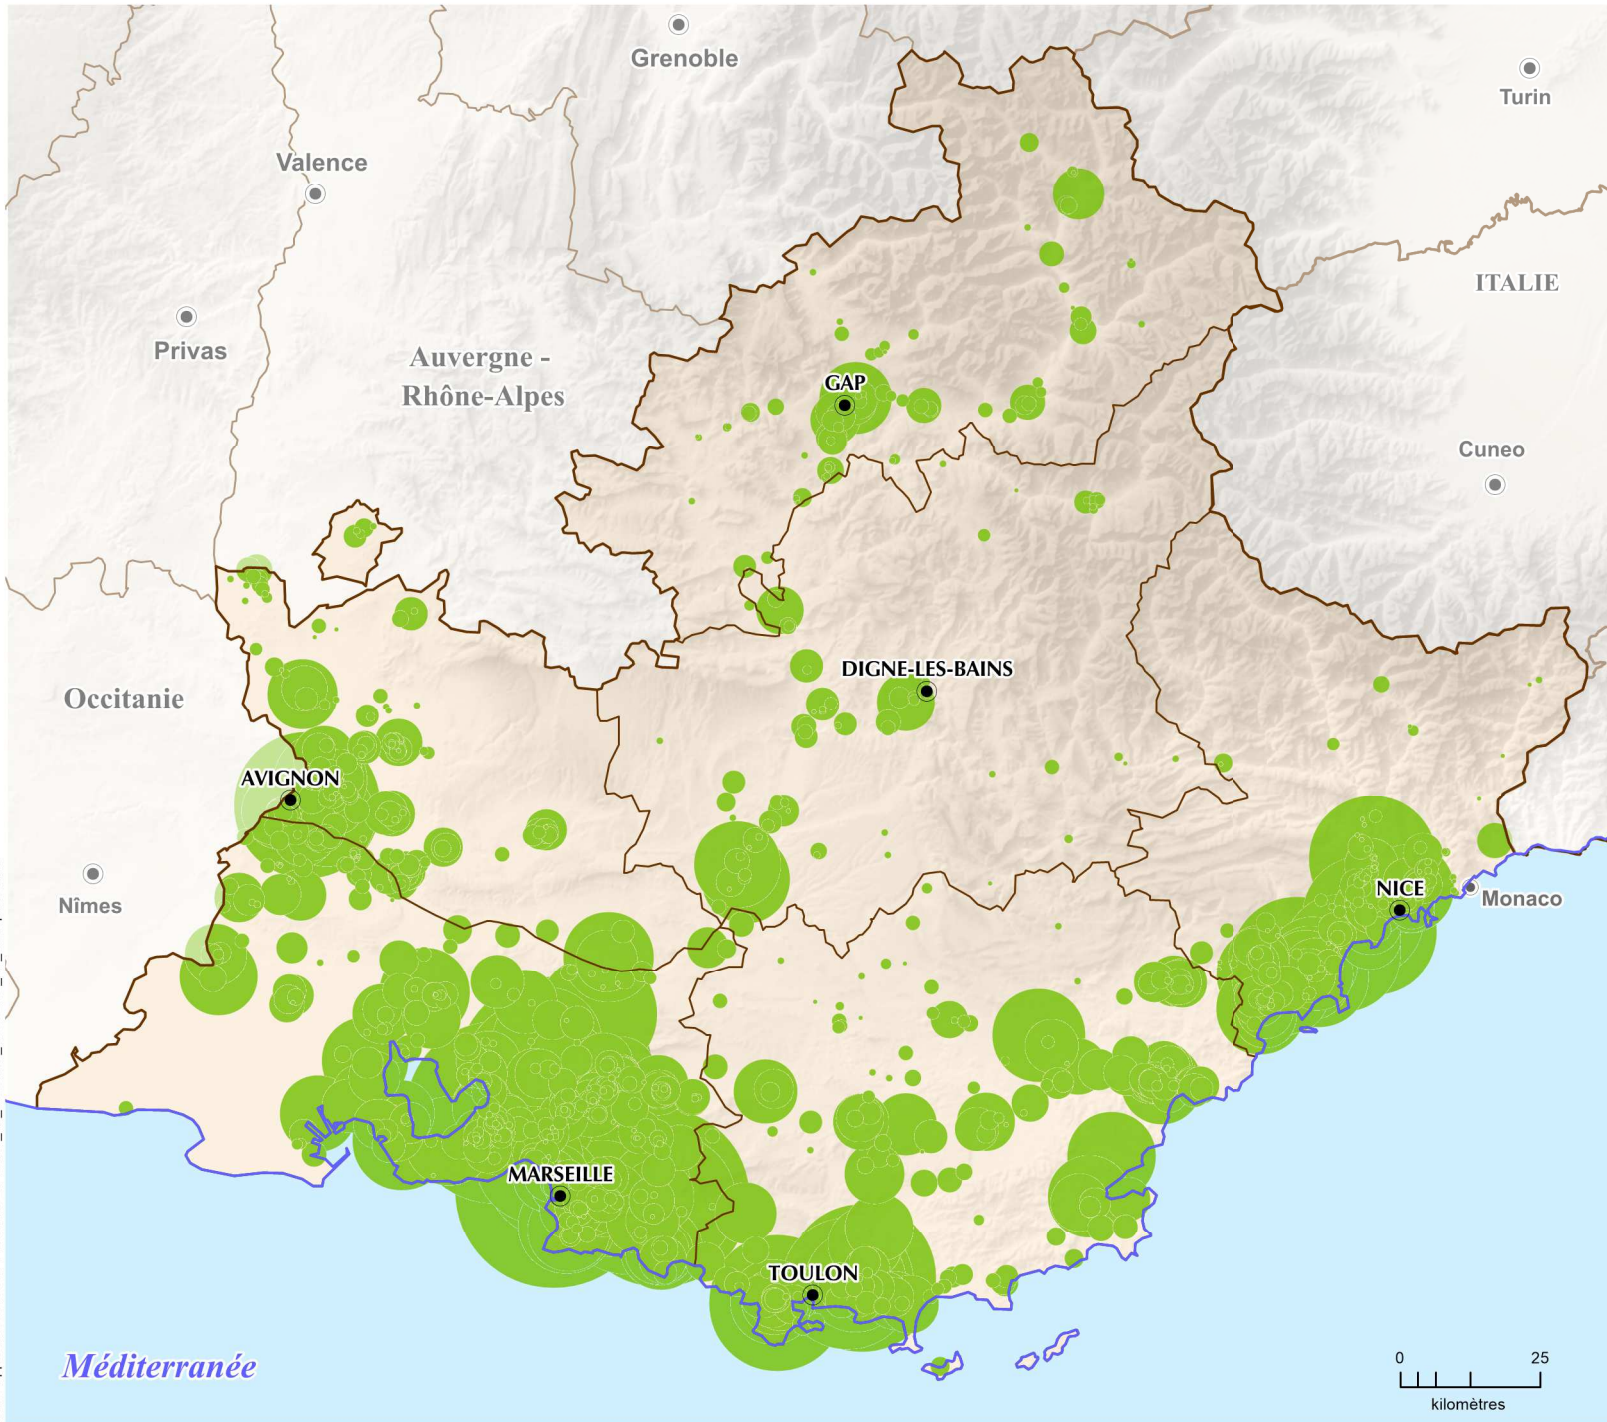 Grenoble
Turin
Valence
ITALIE
Privas
Auvergne -
Rhône-Alpes
GAP
Cuneo
DIGNE-LES-BAINS
Occitanie
AVIGNON
Nîmes
NICE
Monaco
MARSEILLE
TOULON
Méditerranée
0 25
kilomètres